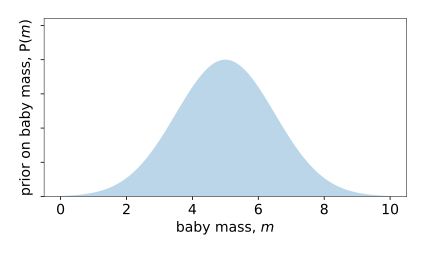 prior on baby mass, P(m)
0 2 4 6 8 10
baby mass, m